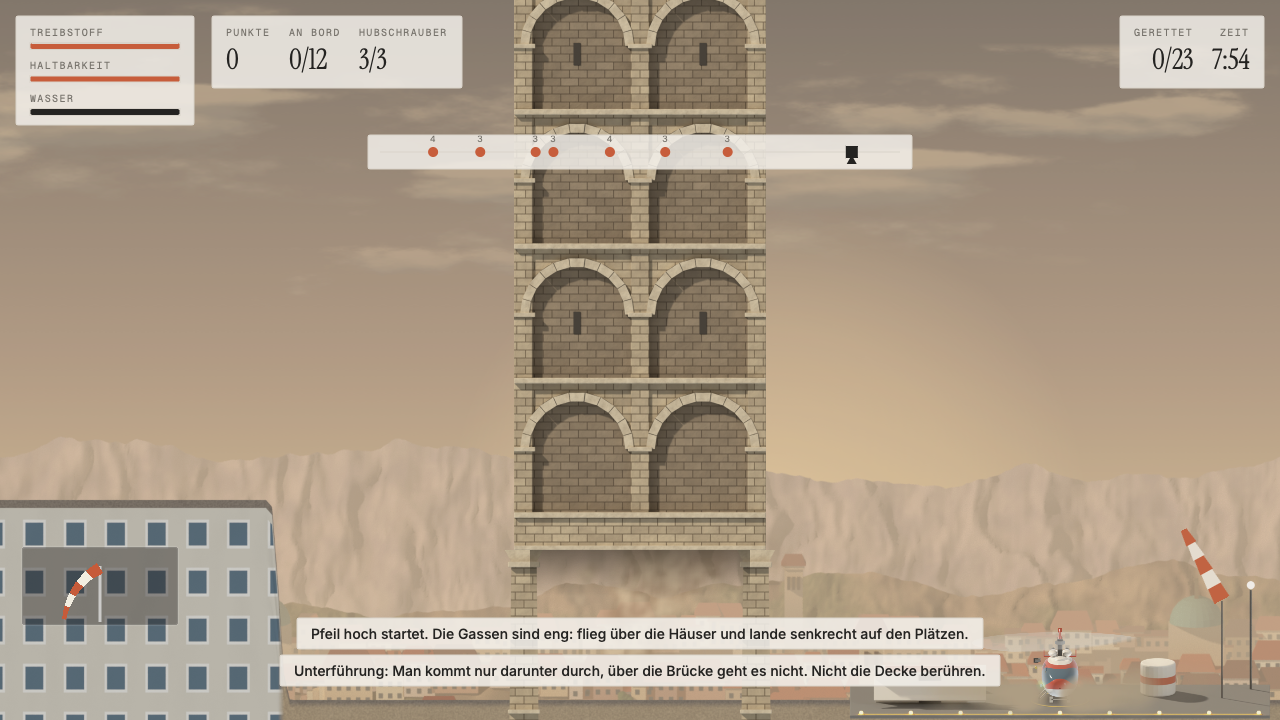 TREIBSTOFF
HALTBARKEIT
WASSER
PUNKTE AN BORD HUBSCHRAUBER
0 0/12 3/3
GERETTET ZEIT
0/23 7:54
4 3 3 3 4 3 3
Pfeil hoch startet. Die Gassen sind eng: flieg über die Häuser und lande senkrecht auf den Plätzen.
Unterführung: Man kommt nur darunter durch, über die Brücke geht es nicht. Nicht die Decke berühren.